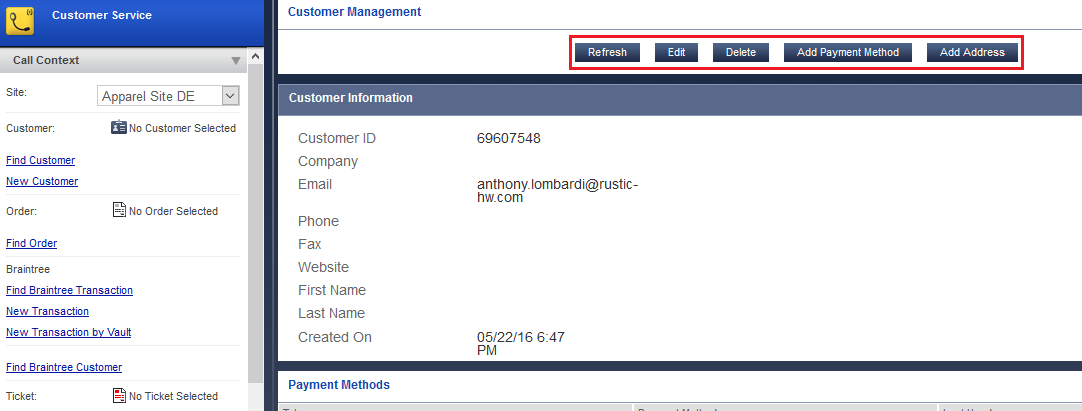 Customer Service
Call Context
Site:
Apparel Site DE
Customer:
No Customer Selected
Find Customer
New Customer
Order:
No Order Selected
Find Order
Braintree
Find Braintree Transaction
New Transaction
New Transaction by Vault
Find Braintree Customer
Ticket:
No Ticket Selected
Customer Management
Refresh
Edit
Delete
Add Payment Method
Add Address
Customer Information
Customer ID
69607548
Company
Email
anthony.lombardi@rustic-
hw.com
Phone
Fax
Website
First Name
Last Name
Created On
05/22/16 6:47
PM
Payment Methods